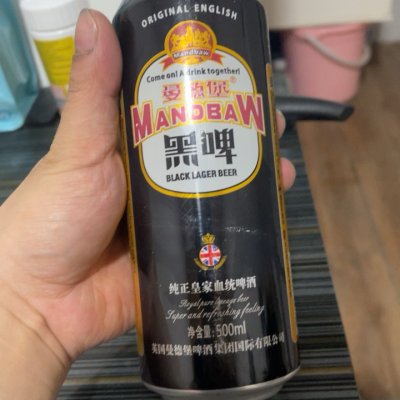 ORIGINAL ENGLISH
Mandbaw
Come on! A drink together!
曼德堡®
MANDBAW
黑啤
BLACK LAGER BEER
纯正皇家血统啤酒
Royal pure lineage beer
Super and refreshing feeling
净含量:500ml
英国曼德堡啤酒集团国际有限公司